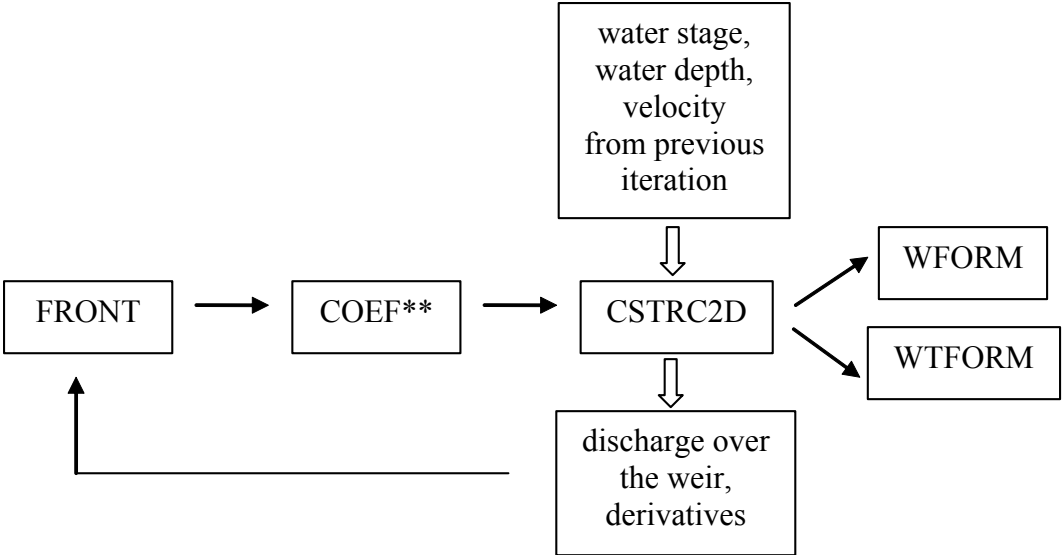 water stage,
water depth,
velocity
from previous
iteration
FRONT
COEF**
CSTRC2D
WFORM
WTFORM
discharge over
the weir,
derivatives